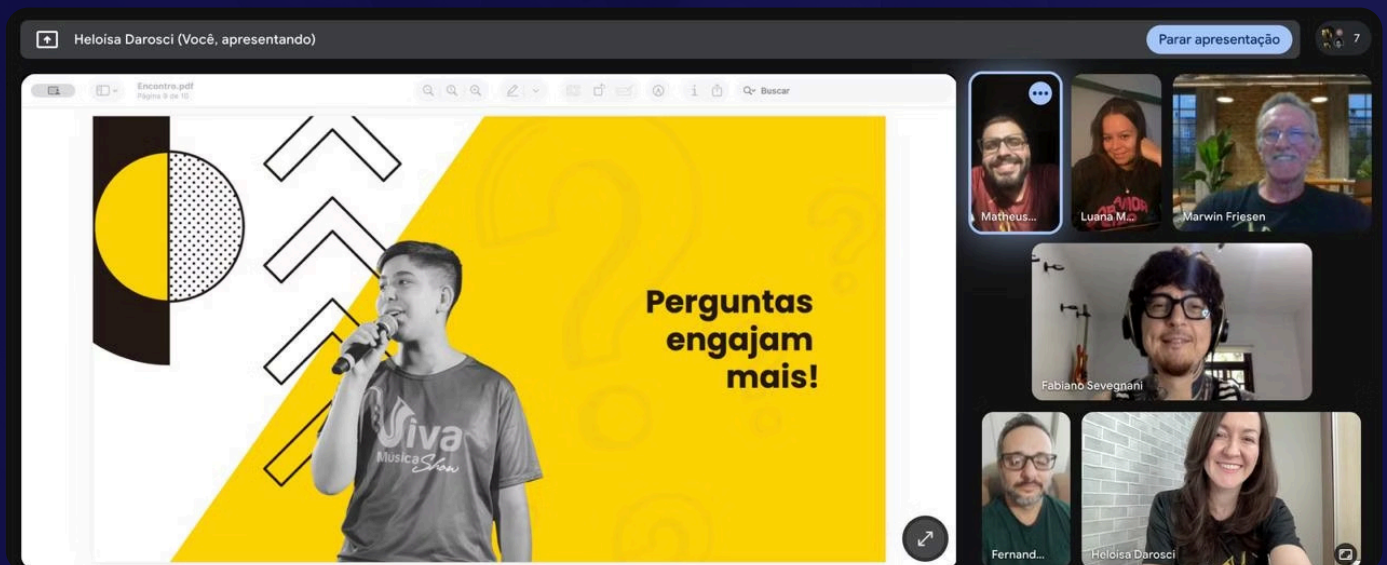 Heloísa Darosci (Você, apresentando)
Parar apresentação
7
Encontro.pdf
Página 9 de 10
Buscar
Perguntas
engajam
mais!
Viva
Música Show
Matheus...
Luana M...
Marwin Friesen
Fabiano Sevegnani
Fernand...
Heloísa Darosci